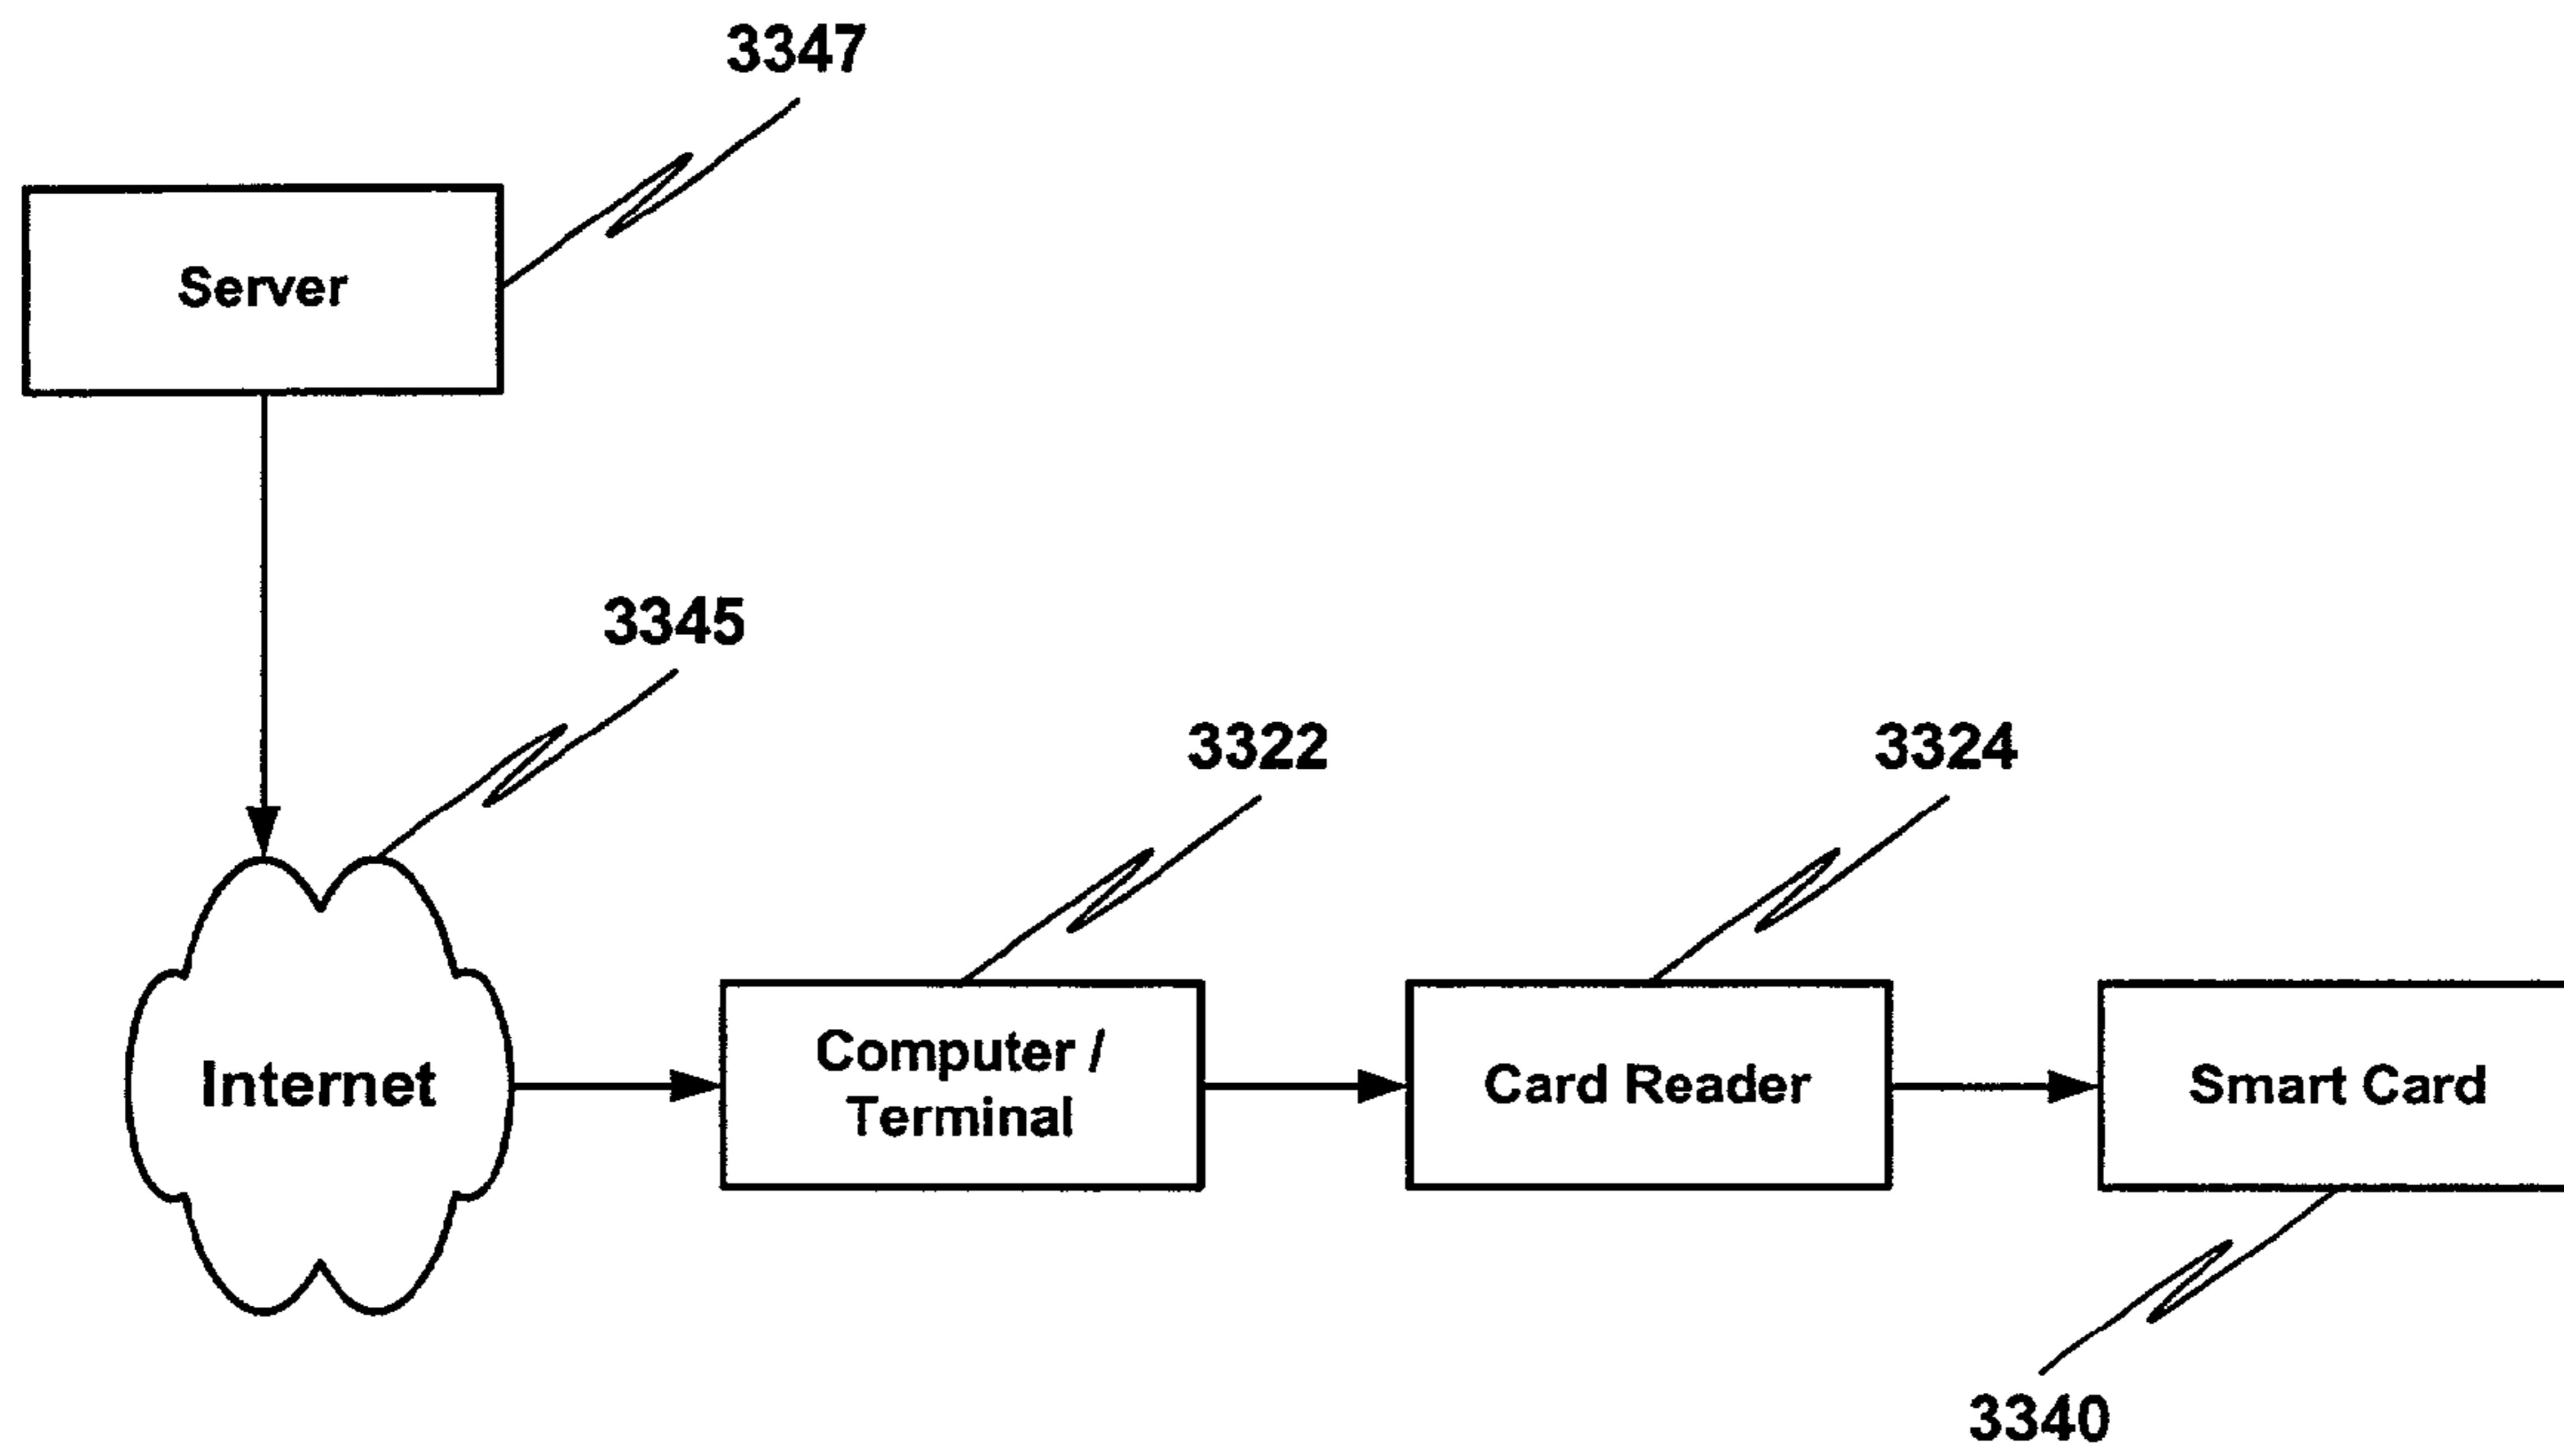 3347
Server
3345
3322
3324
Internet
Computer /
Terminal
Card Reader
Smart Card
3340